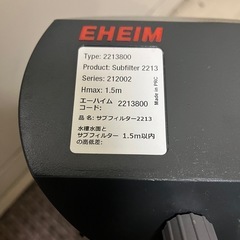 EHEIM
Type: 2213800
Product: Subfilter 2213
Series: 212002
Hmax: 1.5m
Made in PRC
エーハイム
コード: 2213800
品 名: サブフィルター2213
水槽水面と
サブフィルター 1.5m以内
の高低差: